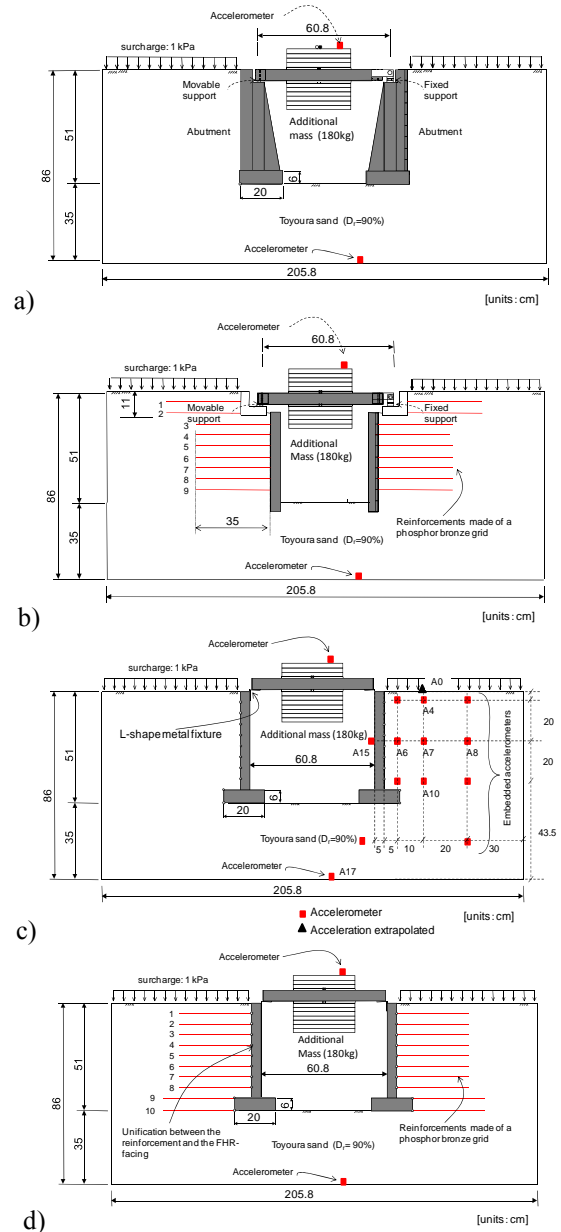 Accelerometer
60.8
surcharge: 1 kPa
Movable support
Fixed support
Abutment
Additional mass (180kg)
Abutment
86
51
35
6
20
Toyoura sand (Dr=90%)
Accelerometer
205.8
[units: cm]
a)
Accelerometer
60.8
surcharge: 1 kPa
11
1
2
3
4
5
6
7
8
9
Movable support
Fixed support
Additional Mass (180kg)
86
51
35
35
Reinforcements made of a phosphor bronze grid
Toyoura sand (Dr=90%)
Accelerometer
205.8
[units: cm]
b)
Accelerometer
surcharge: 1 kPa
A0
A4
L-shape metal fixture
Additional mass (180kg)
A15
A6
A7
A8
60.8
A10
Embedded accelerometers
20
20
43.5
86
51
35
6
20
Toyoura sand (Dr=90%)
5
5
10
20
30
Accelerometer
A17
205.8
Accelerometer
Acceleration extrapolated
[units: cm]
c)
Accelerometer
surcharge: 1 kPa
1
2
3
4
5
6
7
8
9
10
Additional Mass (180kg)
60.8
86
51
35
6
20
Unification between the reinforcement and the FHR-facing
Reinforcements made of a phosphor bronze grid
Toyoura sand (Dr= 90%)
Accelerometer
205.8
[units: cm]
d)